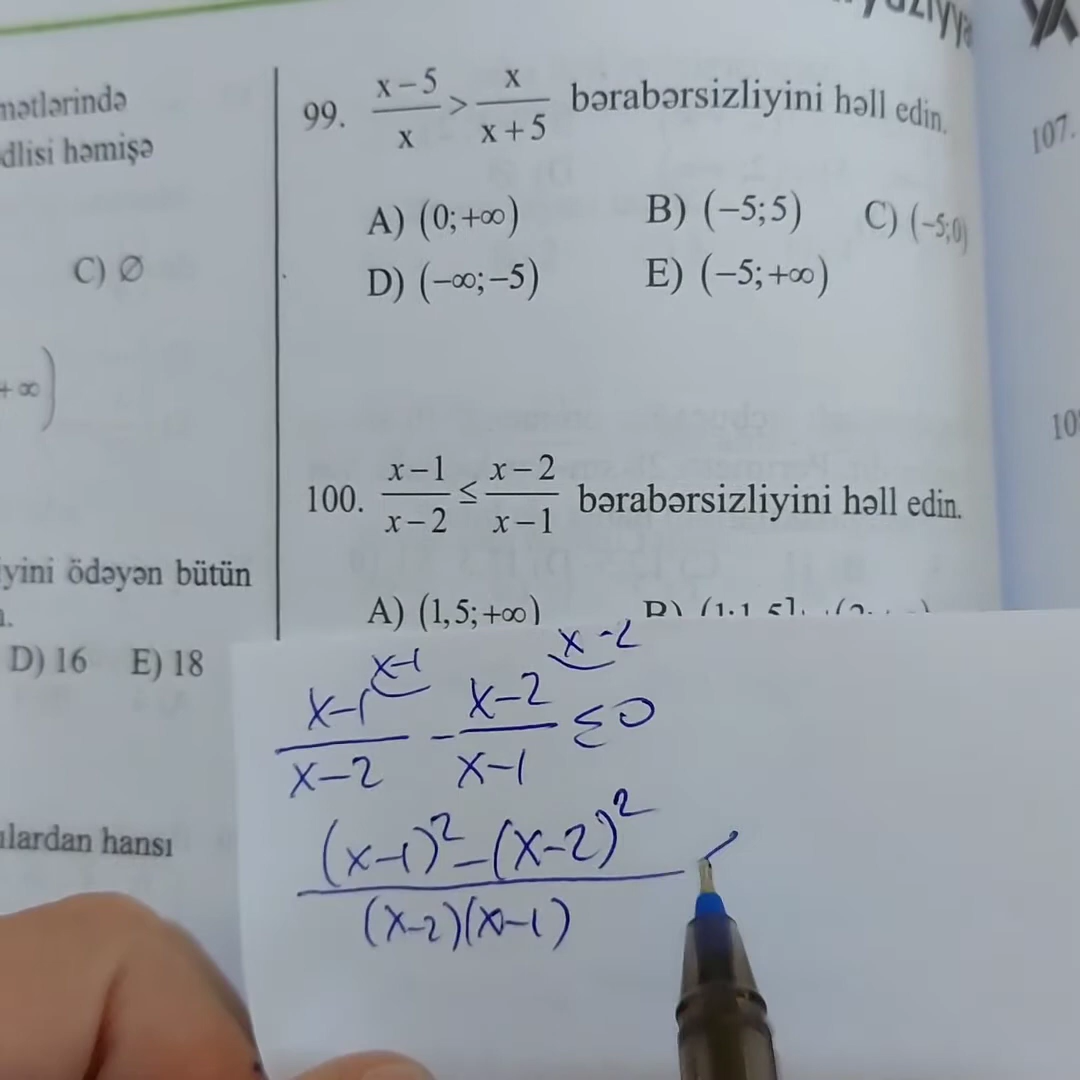 mətlərində
dlisi həmişə
C) ∅
+ ∞)
yini ödəyən bütün
D) 16 E) 18
ılardan hansı
99. (x−5)/x > x/(x+5) bərabərsizliyini həll edin.
A) (0;+∞) B) (−5;5) C) (−5;0)
D) (−∞;−5) E) (−5;+∞)
100. (x−1)/(x−2) ≤ (x−2)/(x−1) bərabərsizliyini həll edin.
A) (1,5;+∞)
x-1 x-2
(x-1)/(x-2) - (x-2)/(x-1) ≤0
((x-1)² - (x-2)²)/((x-2)(x-1))
107.